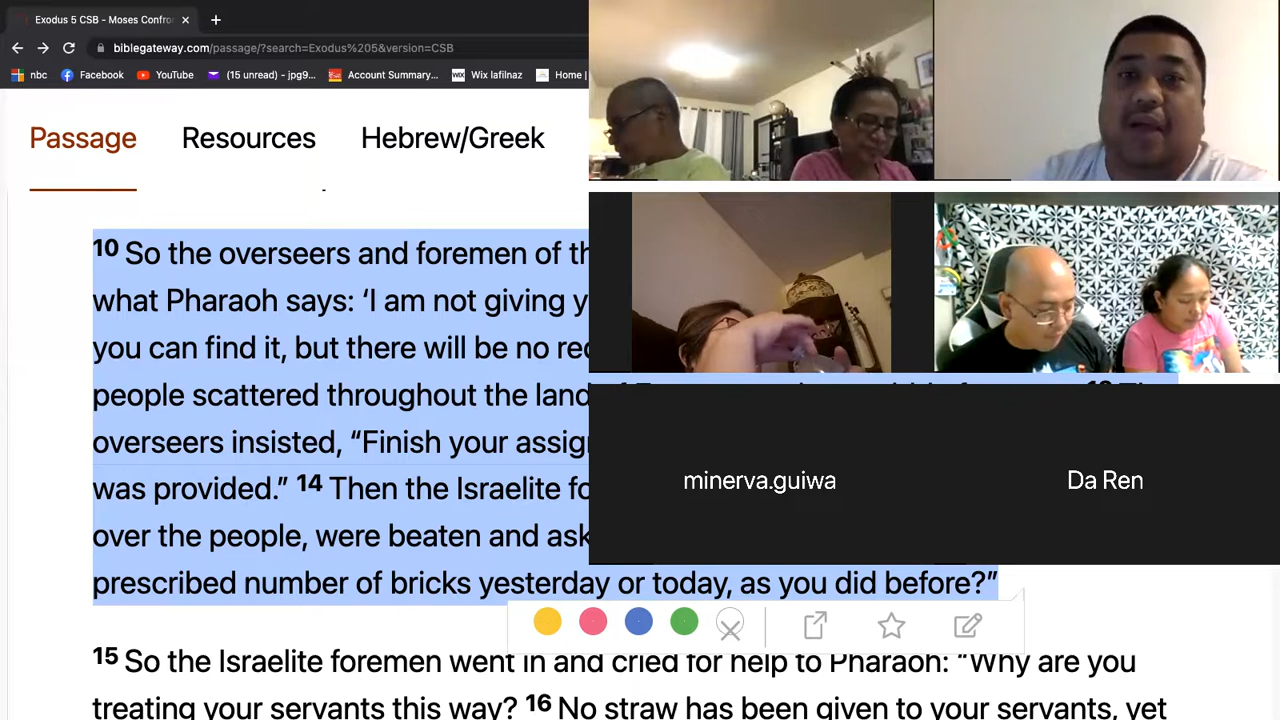 Exodus 5 CSB - Moses Confro
biblegateway.com/passage/?search=Exodus%205&version=CSB
nbc Facebook YouTube (15 unread) - jpg9... Account Summary... Wix lafilnaz Home |
Passage Resources Hebrew/Greek
10 So the overseers and foremen of th
what Pharaoh says: ‘I am not giving y
you can find it, but there will be no red
people scattered throughout the land
overseers insisted, “Finish your assig
was provided.” 14 Then the Israelite fo
over the people, were beaten and ask
prescribed number of bricks yesterday or today, as you did before?”
15 So the Israelite foremen went in and cried for help to Pharaoh: “Why are you
treating your servants this way? 16 No straw has been given to your servants, yet
minerva.guiwa
Da Ren